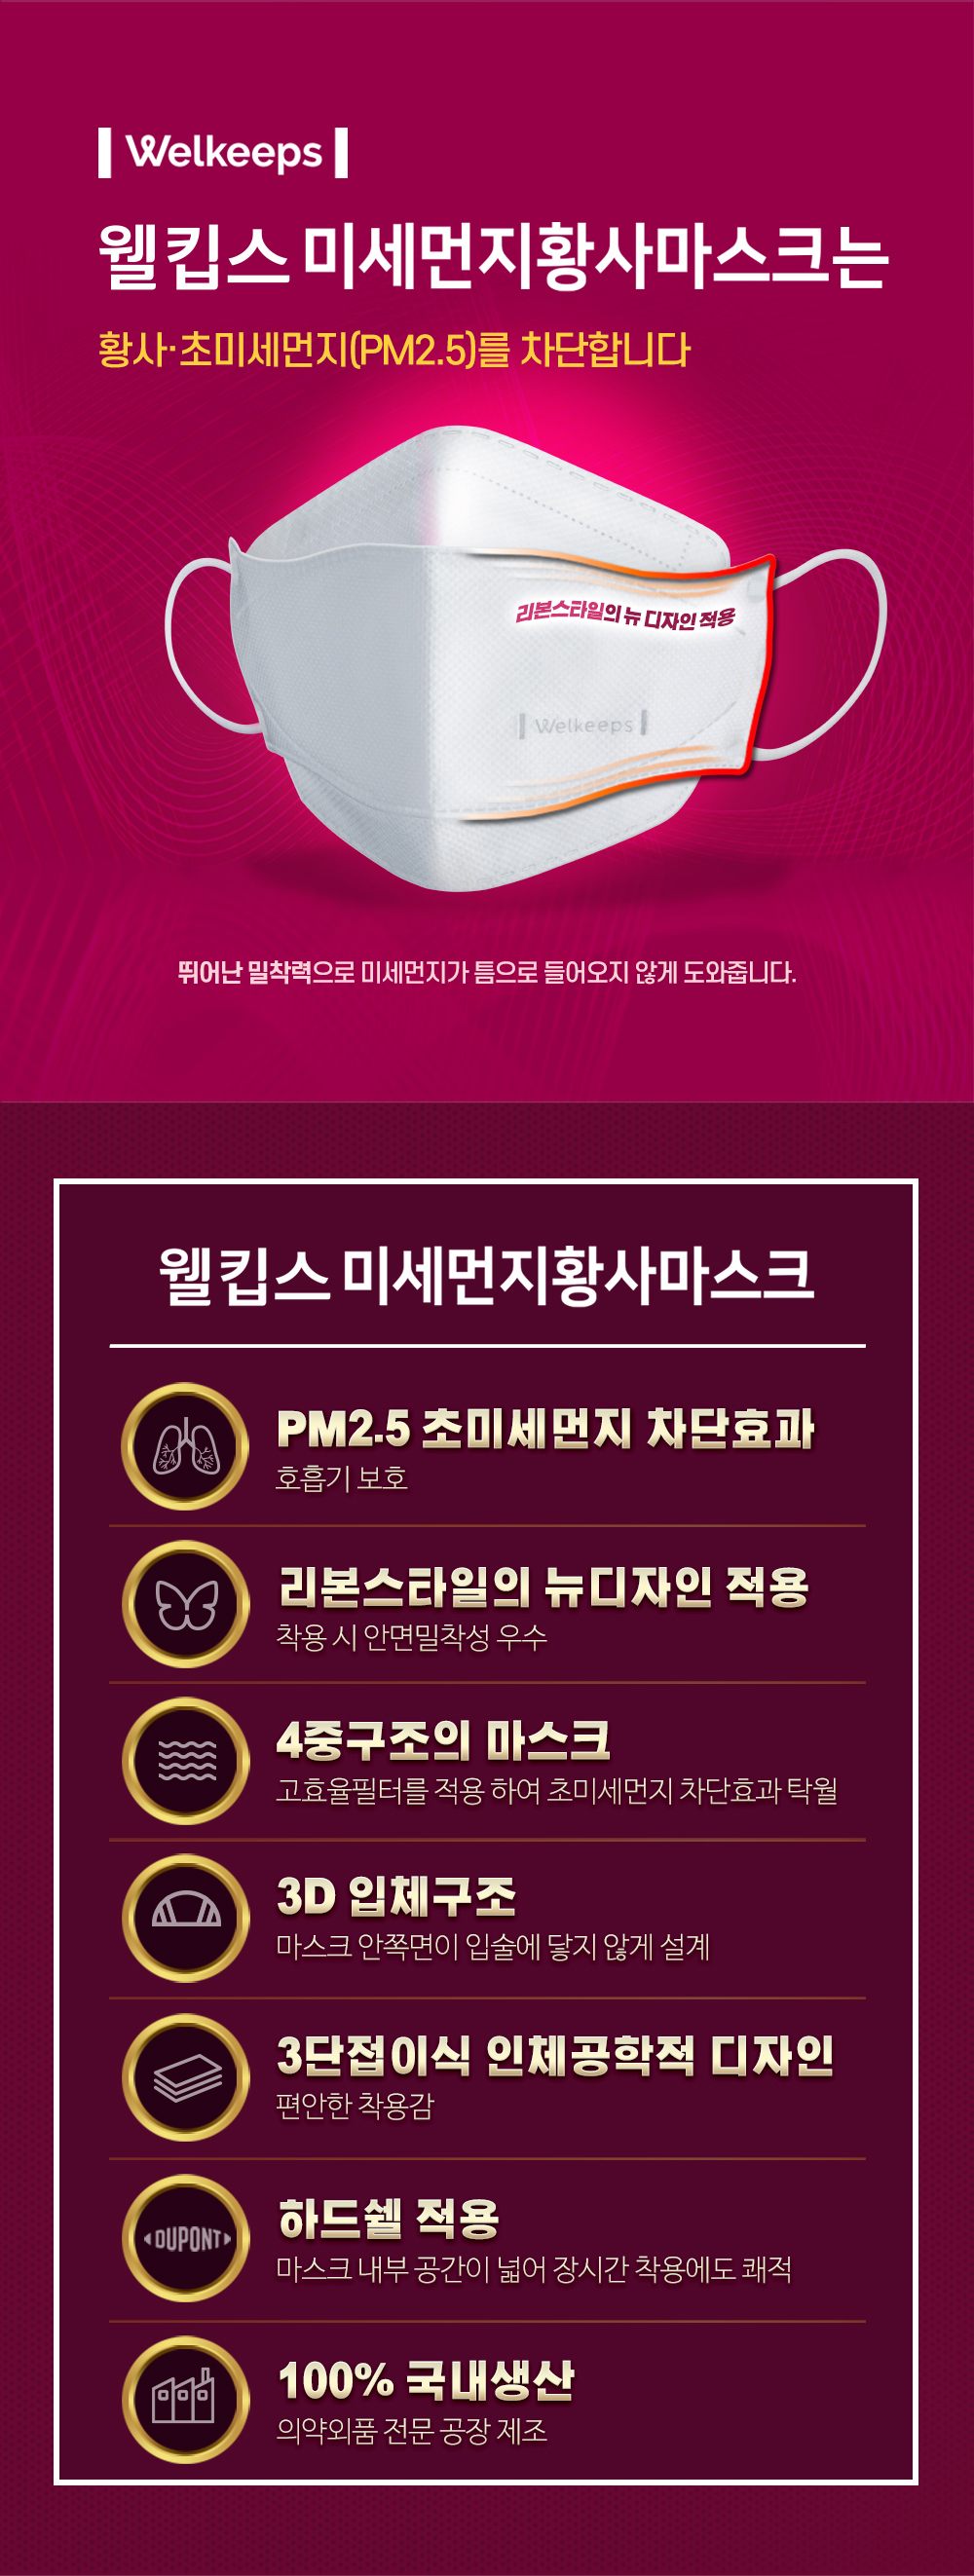 Welkeeps
웰킵스 미세먼지황사마스크는
황사·초미세먼지(PM2.5)를 차단합니다
리본스타일의 뉴 디자인 적용
Welkeeps
뛰어난 밀착력으로 미세먼지가 틈으로 들어오지 않게 도와줍니다.
웰킵스 미세먼지황사마스크
PM2.5 초미세먼지 차단효과
호흡기 보호
리본스타일의 뉴디자인 적용
착용 시 안면밀착성 우수
4중구조의 마스크
고효율필터를 적용 하여 초미세먼지 차단효과 탁월
3D 입체구조
마스크 안쪽면이 입술에 닿지 않게 설계
3단접이식 인체공학적 디자인
편안한 착용감
DUPONT
하드쉘 적용
마스크 내부 공간이 넓어 장시간 착용에도 쾌적
100% 국내생산
의약외품 전문 공장 제조